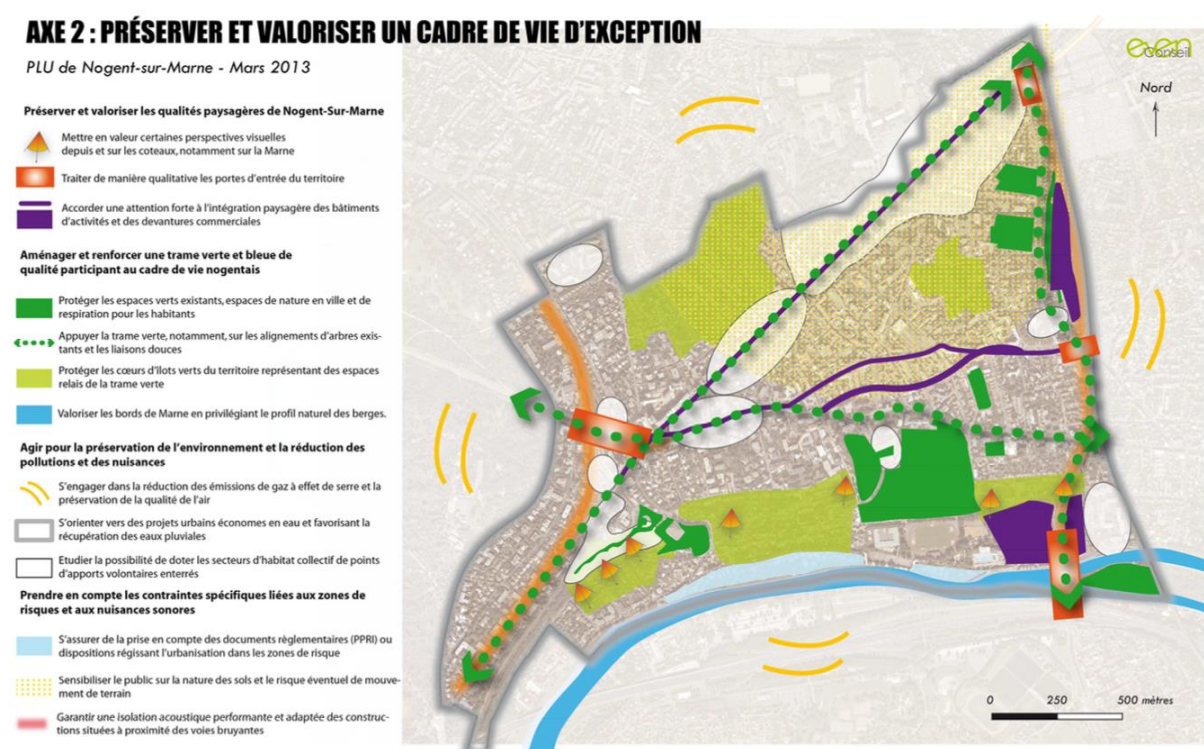 AXE 2 : PRÉSERVER ET VALORISER UN CADRE DE VIE D'EXCEPTION
PLU de Nogent-sur-Marne - Mars 2013
even
Conseil
Nord
Préserver et valoriser les qualités paysagères de Nogent-Sur-Marne
Mettre en valeur certaines perspectives visuelles
depuis et sur les coteaux, notamment sur la Marne
Traiter de manière qualitative les portes d'entrée du territoire
Accorder une attention forte à l'intégration paysagère des bâtiments
d'activités et des devantures commerciales
Aménager et renforcer une trame verte et bleue de
qualité participant au cadre de vie nogentais
Protéger les espaces verts existants, espaces de nature en ville et de
respiration pour les habitants
Appuyer la trame verte, notamment, sur les alignements d'arbres exis-
tants et les liaisons douces
Protéger les cœurs d'îlots verts du territoire représentant des espaces
relais de la trame verte
Valoriser les bords de Marne en privilégiant le profil naturel des berges.
Agir pour la préservation de l'environnement et la réduction des
pollutions et des nuisances
S'engager dans la réduction des émissions de gaz à effet de serre et la
préservation de la qualité de l'air
S'orienter vers des projets urbains économes en eau et favorisant la
récupération des eaux pluviales
Etudier la possibilité de doter les secteurs d'habitat collectif de points
d'apports volontaires enterrés
Prendre en compte les contraintes spécifiques liées aux zones de
risques et aux nuisances sonores
S'assurer de la prise en compte des documents règlementaires (PPRI) ou
dispositions régissant l'urbanisation dans les zones de risque
Sensibiliser le public sur la nature des sols et le risque éventuel de mouve-
ment de terrain
Garantir une isolation acoustique performante et adaptée des construc-
tions situées à proximité des voies bruyantes
0 250 500 mètres